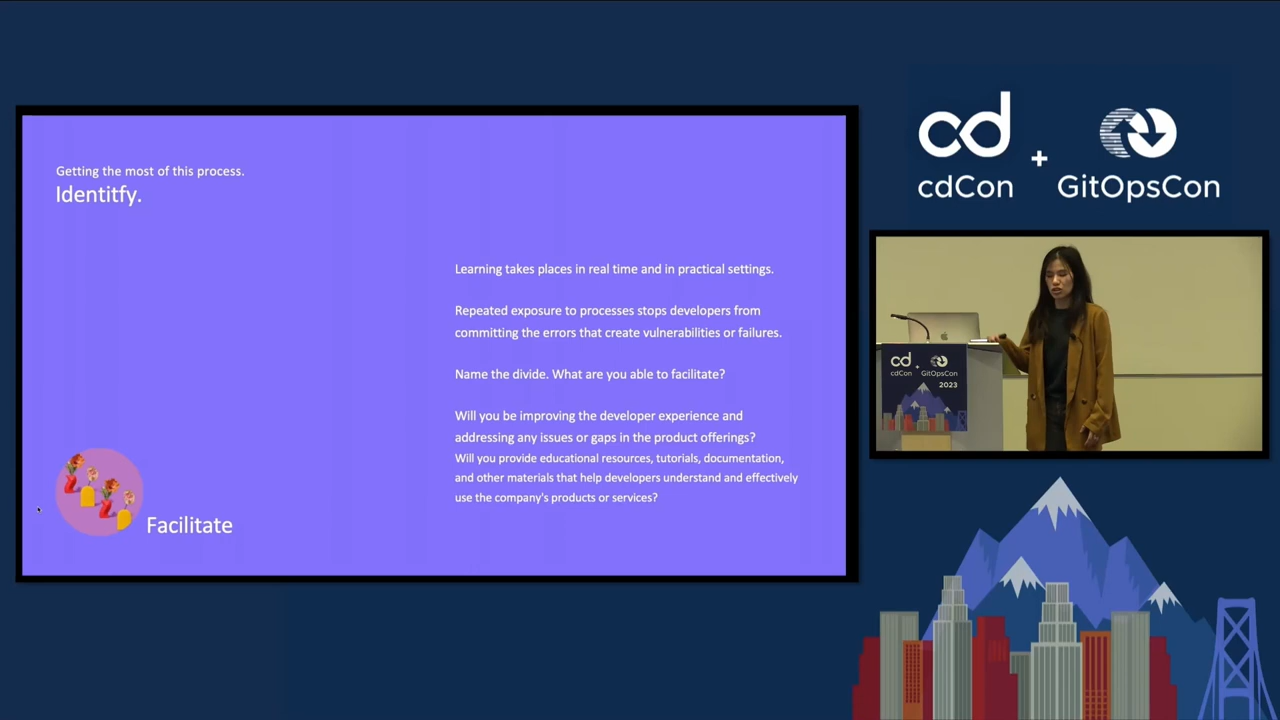 Getting the most of this process.
Identitfy.
Learning takes places in real time and in practical settings.
Repeated exposure to processes stops developers from
committing the errors that create vulnerabilities or failures.
Name the divide. What are you able to facilitate?
Will you be improving the developer experience and
addressing any issues or gaps in the product offerings?
Will you provide educational resources, tutorials, documentation,
and other materials that help developers understand and effectively
use the company's products or services?
Facilitate
cd
cdCon
+
GitOpsCon
cd
cdCon
+
GitOpsCon
2023